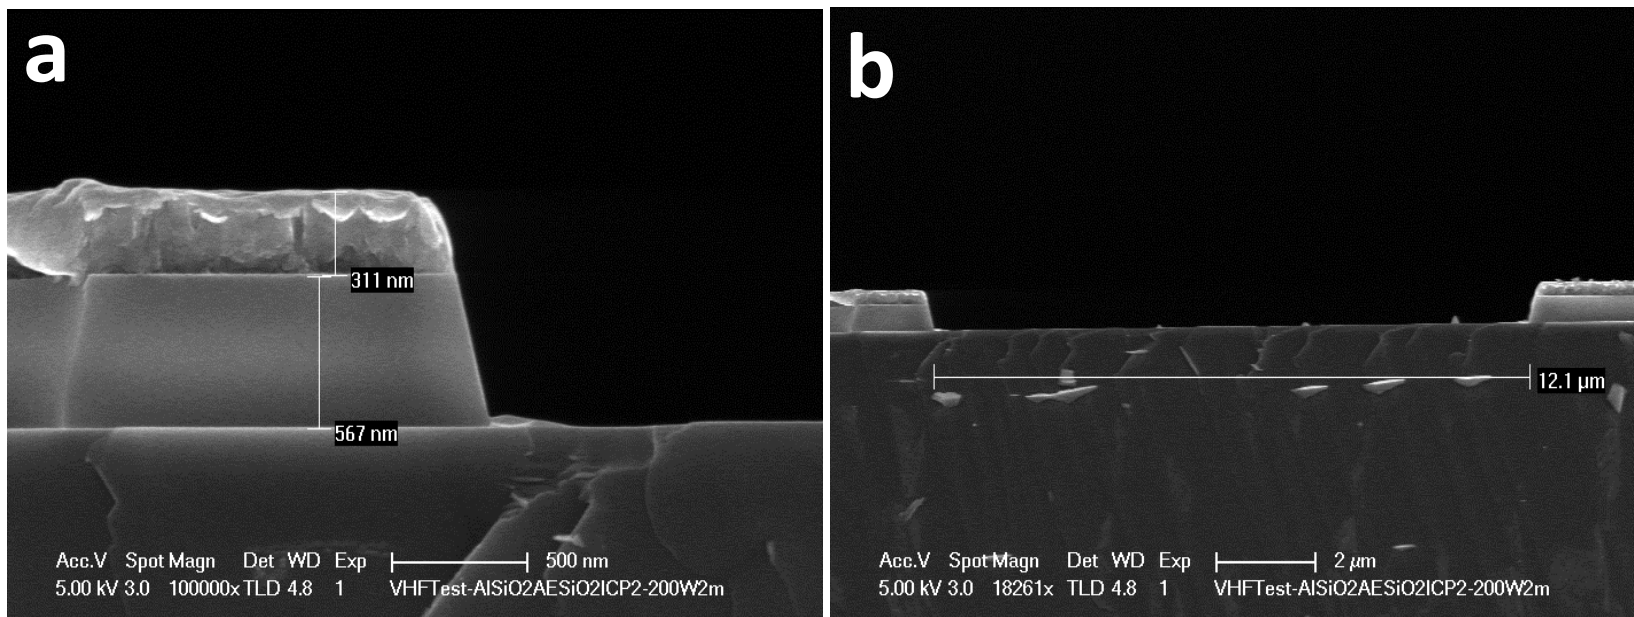 a
311 nm
567 nm
Acc.V Spot Magn Det WD Exp 500 nm
5.00 kV 3.0 100000x TLD 4.8 1 VHFTest-AlSiO2AESiO2ICP2-200W2m
b
12.1 µm
Acc.V Spot Magn Det WD Exp 2 µm
5.00 kV 3.0 18261x TLD 4.8 1 VHFTest-AlSiO2AESiO2ICP2-200W2m